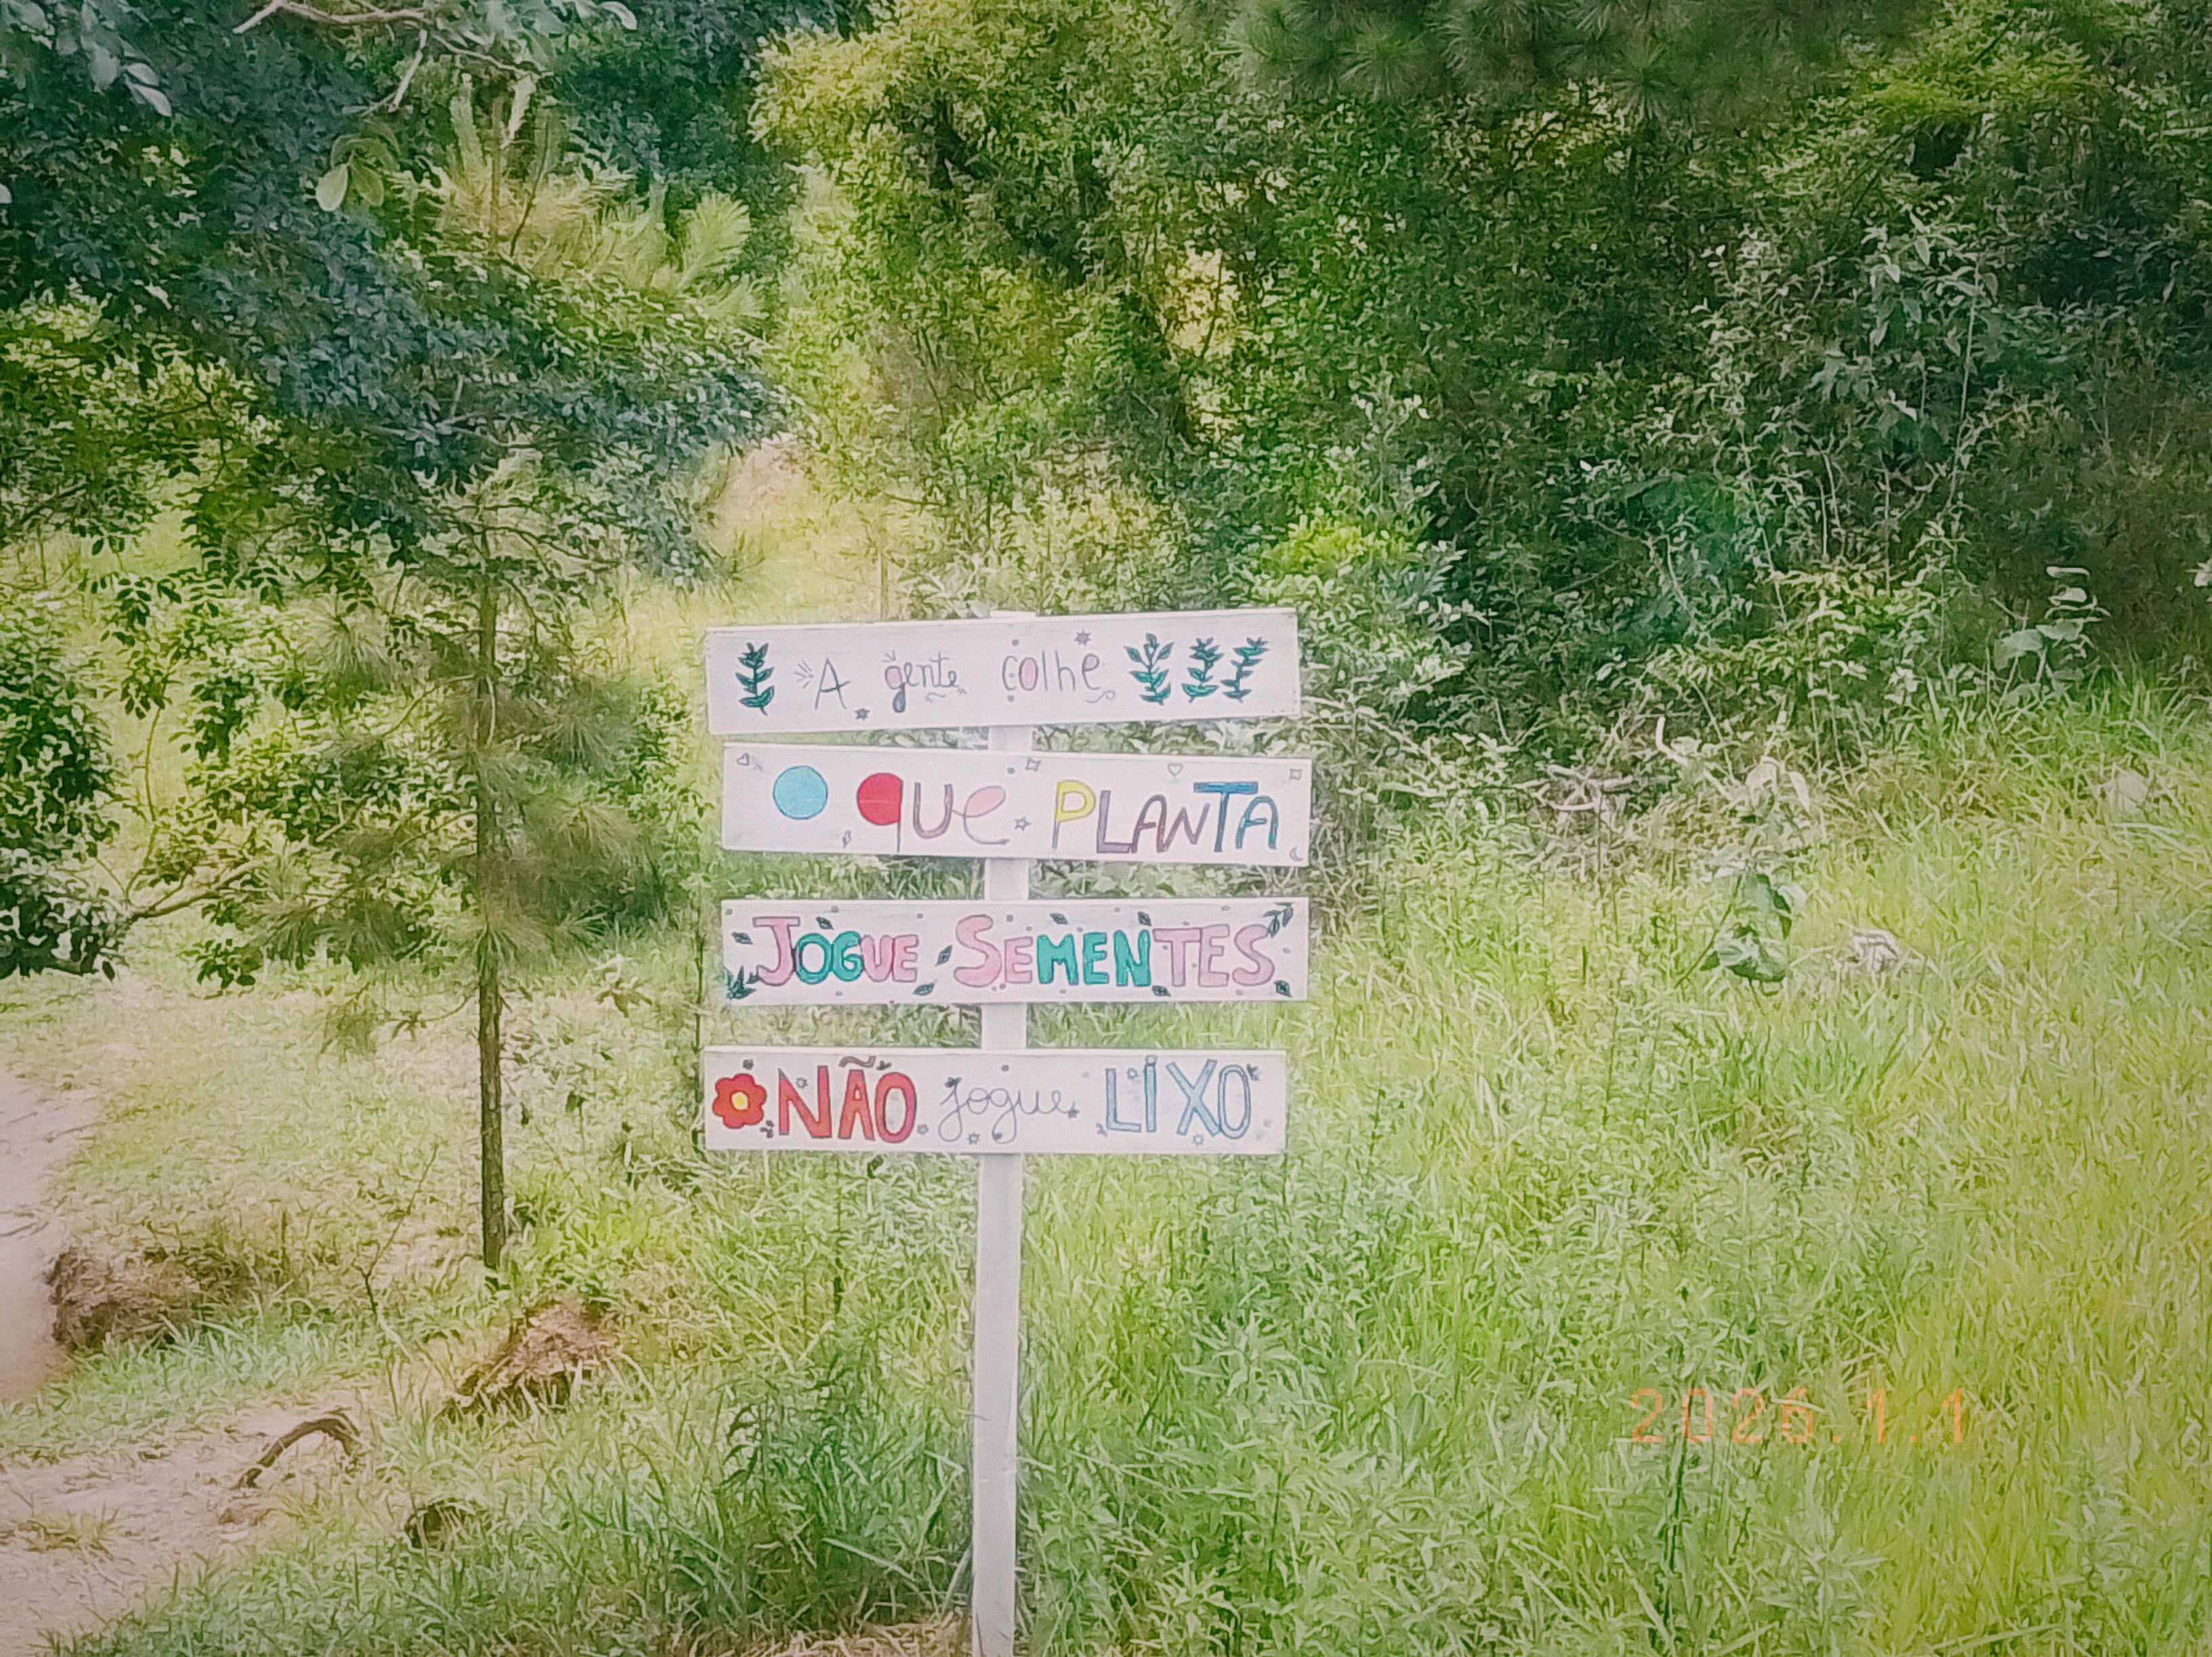 A gente colhe
O que PLANTA
JOGUE SEMENTES
NÃO jogue LiXO
2026.1.1